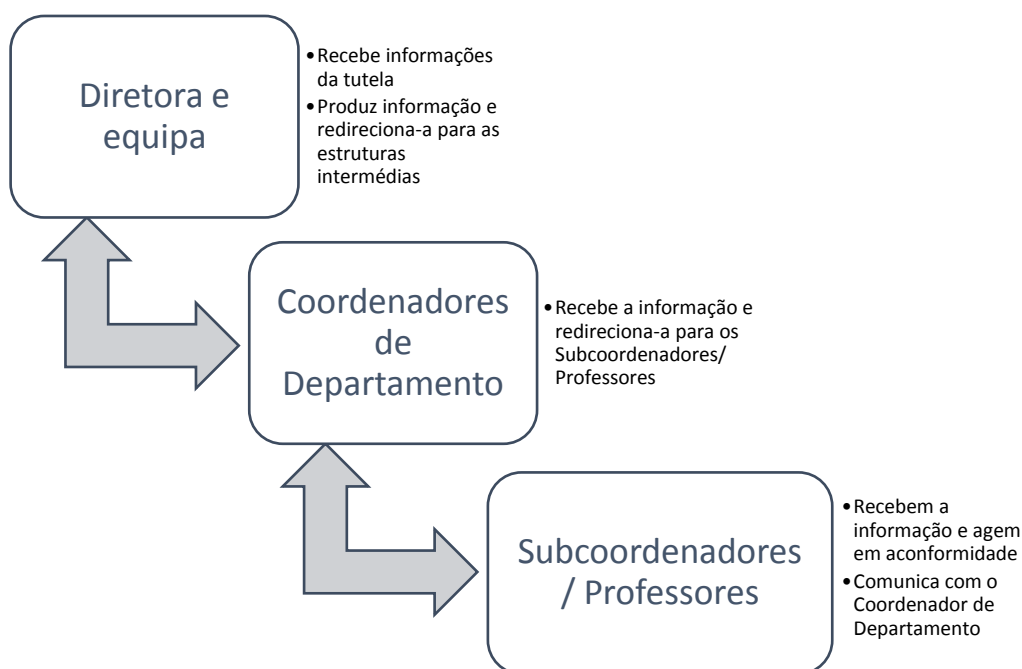 Diretora e
equipa
•Recebe informações
da tutela
•Produz informação e
redireciona-a para as
estruturas
intermédias
Coordenadores
de
Departamento
•Recebe a informação e
redireciona-a para os
Subcoordenadores/
Professores
Subcoordenadores
/ Professores
•Recebem a
informação e agem
em aconformidade
•Comunica com o
Coordenador de
Departamento